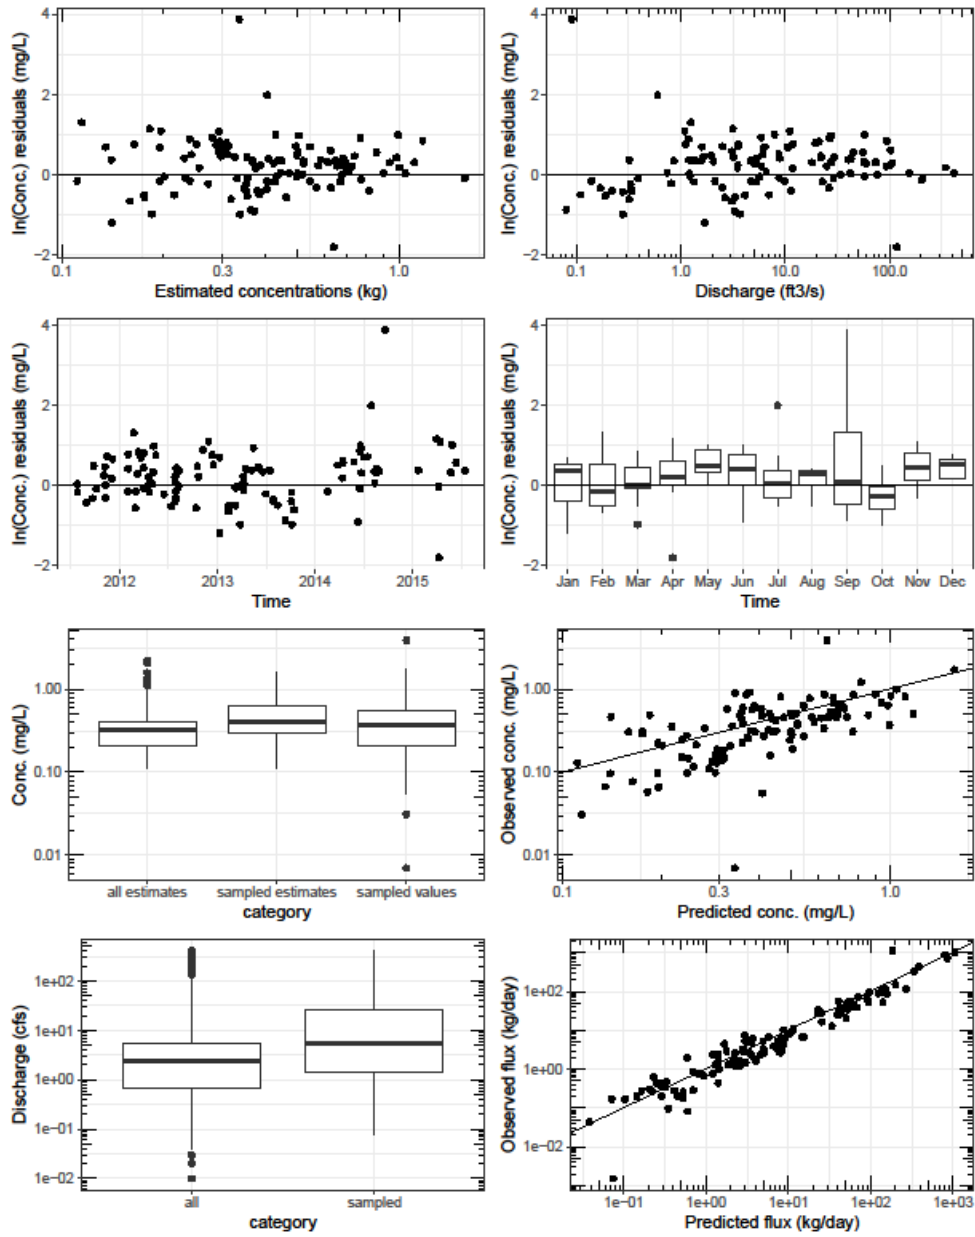 ln(Conc.) residuals (mg/L)
4
2
0
−2
0.1
0.3
1.0
Estimated concentrations (kg)
ln(Conc.) residuals (mg/L)
4
2
0
−2
0.1
1.0
10.0
100.0
Discharge (ft3/s)
ln(Conc.) residuals (mg/L)
4
2
0
−2
2012
2013
2014
2015
Time
ln(Conc.) residuals (mg/L)
4
2
0
−2
Jan Feb Mar Apr May Jun Jul Aug Sep Oct Nov Dec
Time
Conc. (mg/L)
1.00
0.10
0.01
all estimates
sampled estimates
sampled values
category
Observed conc. (mg/L)
1.00
0.10
0.01
0.1
0.3
1.0
Predicted conc. (mg/L)
Discharge (cfs)
1e+02
1e+01
1e+00
1e−01
1e−02
all
sampled
category
Observed flux (kg/day)
1e+02
1e+00
1e−02
1e−01
1e+00
1e+01
1e+02
1e+03
Predicted flux (kg/day)